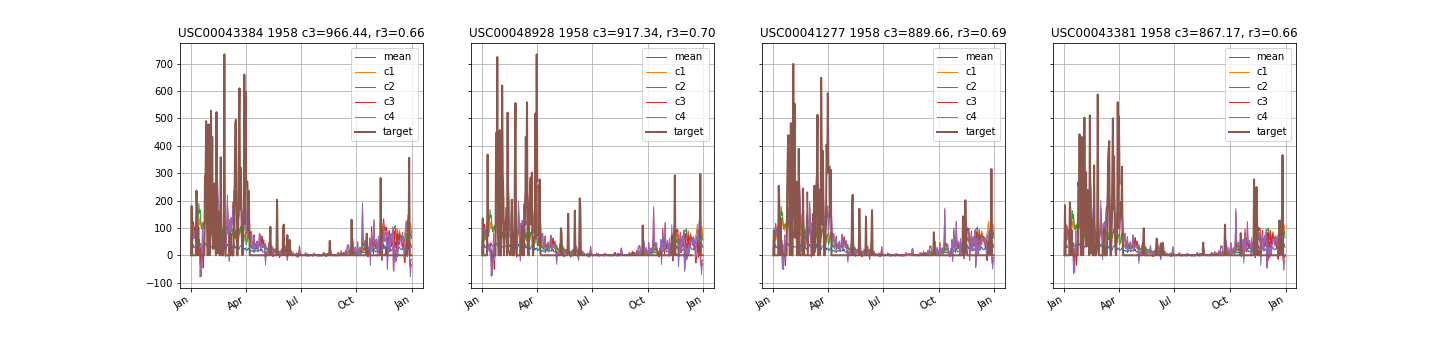 USC00043384 1958 c3=966.44, r3=0.66
700
600
500
400
300
200
100
0
−100
mean
c1
c2
c3
c4
target
Jan
Apr
Jul
Oct
Jan
USC00048928 1958 c3=917.34, r3=0.70
mean
c1
c2
c3
c4
target
Jan
Apr
Jul
Oct
Jan
USC00041277 1958 c3=889.66, r3=0.69
mean
c1
c2
c3
c4
target
Jan
Apr
Jul
Oct
Jan
USC00043381 1958 c3=867.17, r3=0.66
mean
c1
c2
c3
c4
target
Jan
Apr
Jul
Oct
Jan